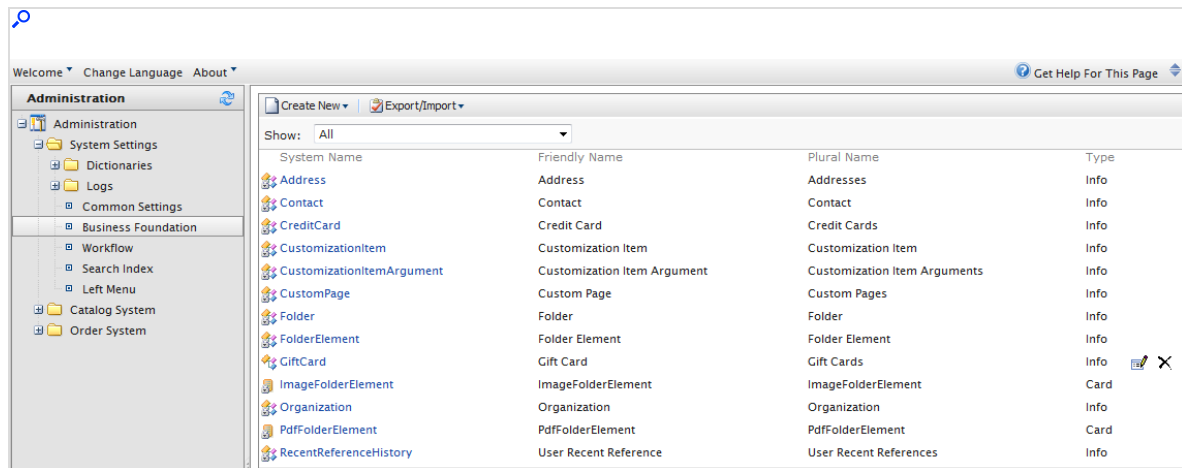 Welcome Change Language About Get Help For This Page
Administration
Administration
System Settings
Dictionaries
Logs
Common Settings
Business Foundation
Workflow
Search Index
Left Menu
Catalog System
Order System
Create New Export/Import
Show: All
System Name Friendly Name Plural Name Type
Address Address Addresses Info
Contact Contact Contact Info
CreditCard Credit Card Credit Cards Info
CustomizationItem Customization Item Customization Item Info
CustomizationItemArgument Customization Item Argument Customization Item Arguments Info
CustomPage Custom Page Custom Pages Info
Folder Folder Folder Info
FolderElement Folder Element Folder Element Info
GiftCard Gift Card Gift Cards Info
ImageFolderElement ImageFolderElement ImageFolderElement Card
Organization Organization Organization Info
PdfFolderElement PdfFolderElement PdfFolderElement Card
RecentReferenceHistory User Recent Reference User Recent References Info